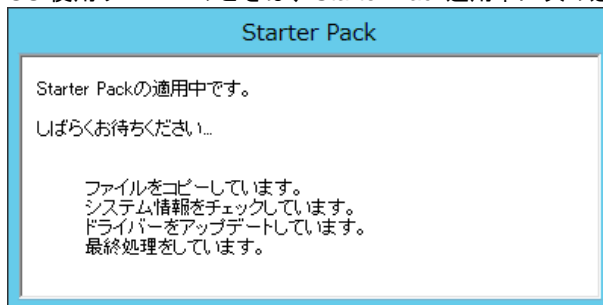 Starter Pack
Starter Packの適用中です。
しばらくお待ちください...
ファイルをコピーしています。
システム情報をチェックしています。
ドライバーをアップデートしています。
最終処理をしています。